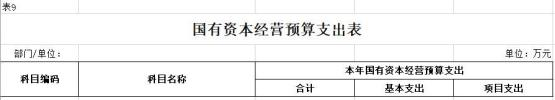 表9
国有资本经营预算支出表
部门/单位： 单位：万元
科目编码 科目名称 本年国有资本经营预算支出
合计 基本支出 项目支出